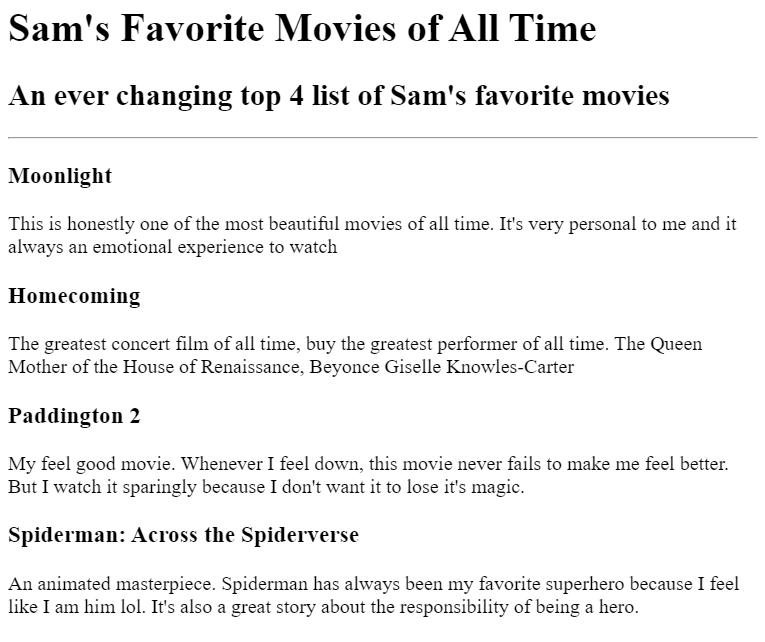 Sam's Favorite Movies of All Time
An ever changing top 4 list of Sam's favorite movies
Moonlight
This is honestly one of the most beautiful movies of all time. It's very personal to me and it
always an emotional experience to watch
Homecoming
The greatest concert film of all time, buy the greatest performer of all time. The Queen
Mother of the House of Renaissance, Beyonce Giselle Knowles-Carter
Paddington 2
My feel good movie. Whenever I feel down, this movie never fails to make me feel better.
But I watch it sparingly because I don't want it to lose it's magic.
Spiderman: Across the Spiderverse
An animated masterpiece. Spiderman has always been my favorite superhero because I feel
like I am him lol. It's also a great story about the responsibility of being a hero.